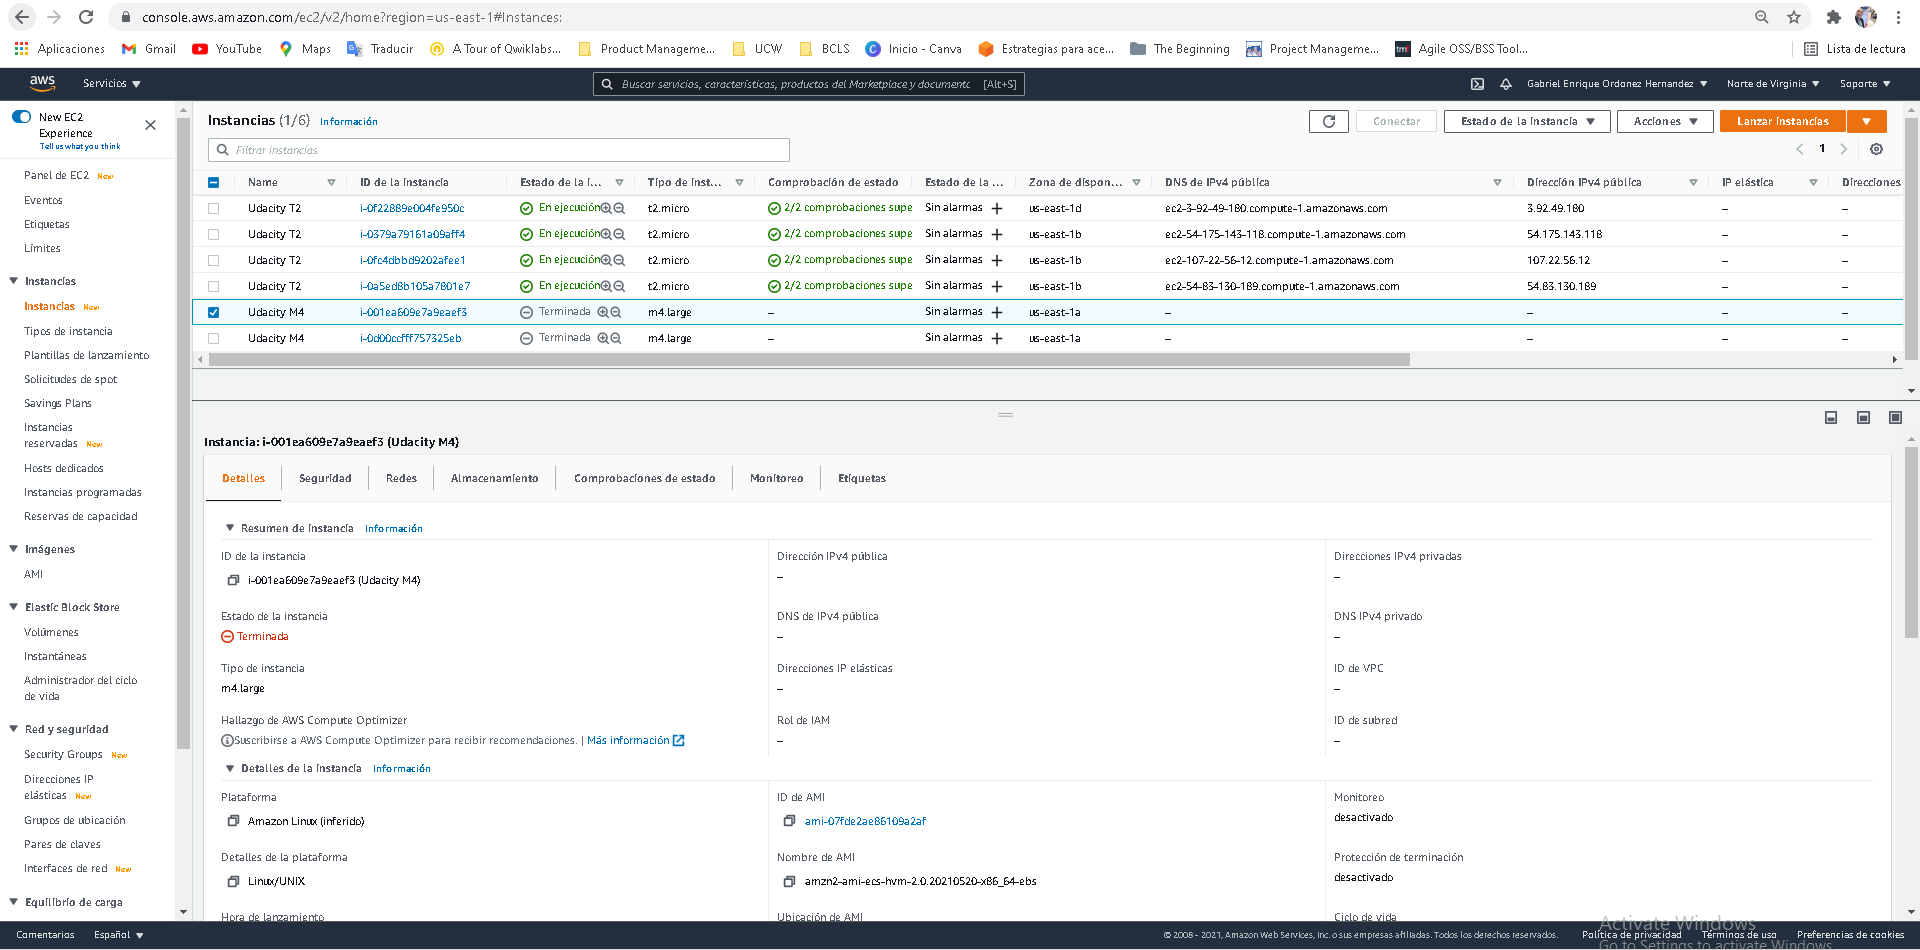 console.aws.amazon.com/ec2/v2/home?region=us-east-1#Instances:
Aplicaciones Gmail YouTube Maps Traducir A Tour of Qwiklabs... Product Manageme... UCW BCLS Inicio - Canva Estrategias para ace... The Beginning Project Manageme... tm Agile OSS/BSS Tool... Lista de lectura
aws Servicios Buscar servicios, características, productos del Marketplace y documentc [Alt+S] Gabriel Enrique Ordonez Hernandez Norte de Virginia Soporte
New EC2
Experience
Tell us what you think
Panel de EC2 New
Eventos
Etiquetas
Límites
Instancias
Instancias New
Tipos de instancia
Plantillas de lanzamiento
Solicitudes de spot
Savings Plans
Instancias
reservadas New
Hosts dedicados
Instancias programadas
Reservas de capacidad
Imágenes
AMI
Elastic Block Store
Volúmenes
Instantáneas
Administrador del ciclo
de vida
Red y seguridad
Security Groups New
Direcciones IP
elásticas New
Grupos de ubicación
Pares de claves
Interfaces de red New
Equilibrio de carga
Instancias (1/6) Información Conectar Estado de la instancia Acciones Lanzar instancias
Filtrar instancias 1
Name ID de la instancia Estado de la i... Tipo de inst... Comprobación de estado Estado de la ... Zona de dispon... DNS de IPv4 pública Dirección IPv4 pública IP elástica Direcciones
Udacity T2 i-0f22889e004fe950c En ejecución t2.micro 2/2 comprobaciones supe Sin alarmas us-east-1d ec2-3-92-49-180.compute-1.amazonaws.com 3.92.49.180 – –
Udacity T2 i-0379a79161a09aff4 En ejecución t2.micro 2/2 comprobaciones supe Sin alarmas us-east-1b ec2-54-175-143-118.compute-1.amazonaws.com 54.175.143.118 – –
Udacity T2 i-0fc4dbbd9202afee1 En ejecución t2.micro 2/2 comprobaciones supe Sin alarmas us-east-1b ec2-107-22-56-12.compute-1.amazonaws.com 107.22.56.12 – –
Udacity T2 i-0a5ed8b105a7801e7 En ejecución t2.micro 2/2 comprobaciones supe Sin alarmas us-east-1b ec2-54-83-130-189.compute-1.amazonaws.com 54.83.130.189 – –
Udacity M4 i-001ea609e7a9eaef3 Terminada m4.large – Sin alarmas us-east-1a – – – –
Udacity M4 i-0d00ccfff757325eb Terminada m4.large – Sin alarmas us-east-1a – – – –
Instancia: i-001ea609e7a9eaef3 (Udacity M4)
Detalles Seguridad Redes Almacenamiento Comprobaciones de estado Monitoreo Etiquetas
Resumen de instancia Información
ID de la instancia Dirección IPv4 pública Direcciones IPv4 privadas
i-001ea609e7a9eaef3 (Udacity M4) – –
Estado de la instancia DNS de IPv4 pública DNS IPv4 privado
Terminada – –
Tipo de instancia Direcciones IP elásticas ID de VPC
m4.large – –
Hallazgo de AWS Compute Optimizer Rol de IAM ID de subred
Suscribirse a AWS Compute Optimizer para recibir recomendaciones. | Más información – –
Detalles de la instancia Información
Plataforma ID de AMI Monitoreo
Amazon Linux (inferido) ami-07fde2ae86109a2af desactivado
Detalles de la plataforma Nombre de AMI Protección de terminación
Linux/UNIX amzn2-ami-ecs-hvm-2.0.20210520-x86_64-ebs desactivado
Hora de lanzamiento Ubicación de AMI Ciclo de vida
Activate Windows
Go to Settings to activate Windows.
Comentarios Español © 2008 - 2021, Amazon Web Services, Inc. o sus empresas afiliadas. Todos los derechos reservados. Política de privacidad Términos de uso Preferencias de cookies